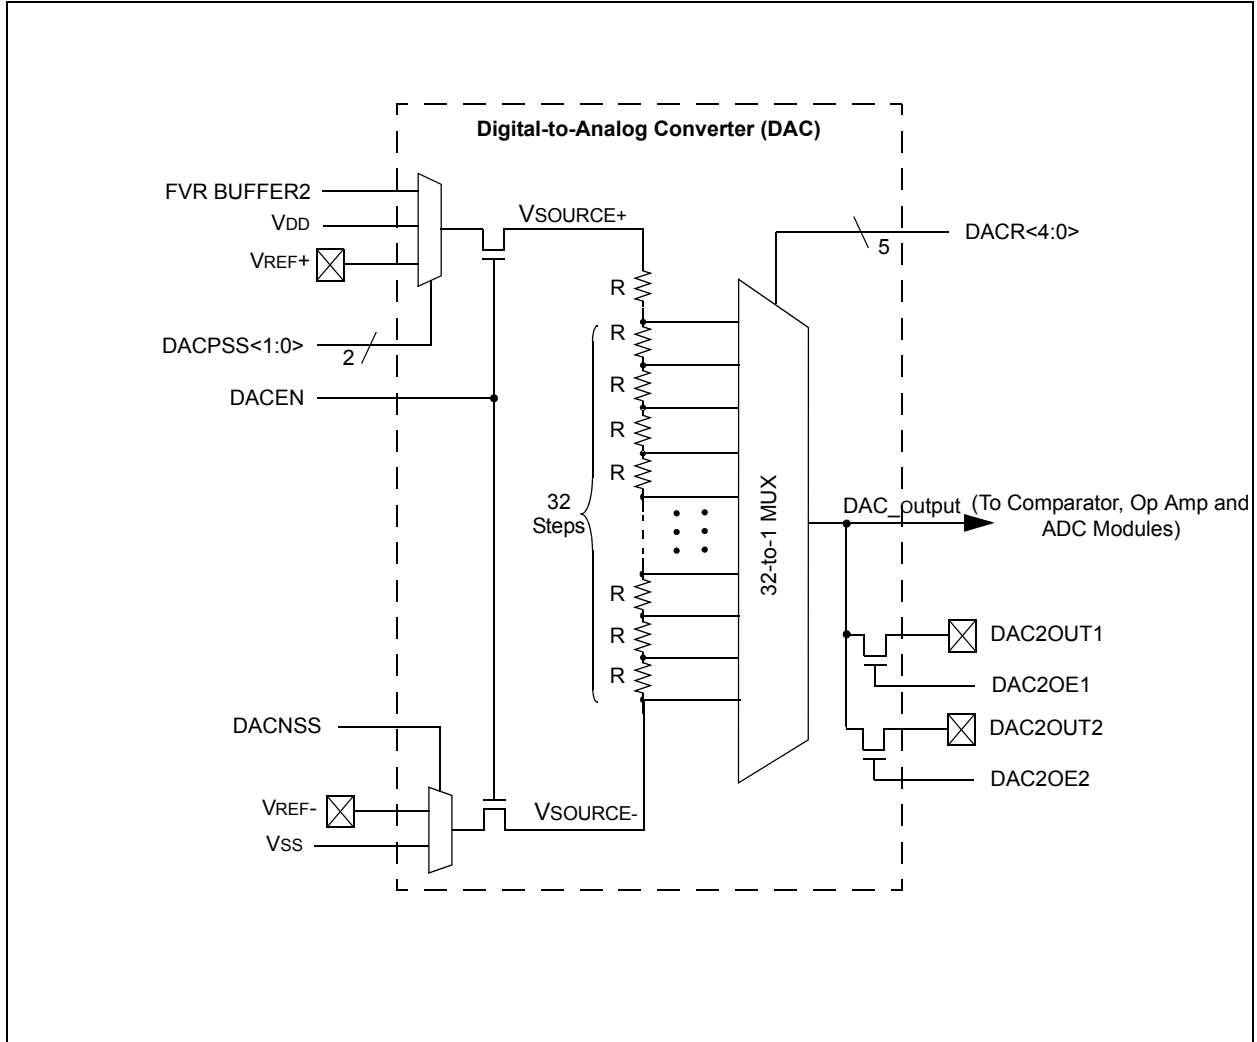 Digital-to-Analog Converter (DAC)
FVR BUFFER2
VDD
VREF+
DACPSS<1:0>
2
DACEN
VSOURCE+
DACR<4:0>
5
R
R
R
R
R
32
Steps
R
R
R
32-to-1 MUX
DAC_output
(To Comparator, Op Amp and
ADC Modules)
DAC2OUT1
DAC2OE1
DAC2OUT2
DAC2OE2
DACNSS
VREF-
VSS
VSOURCE-